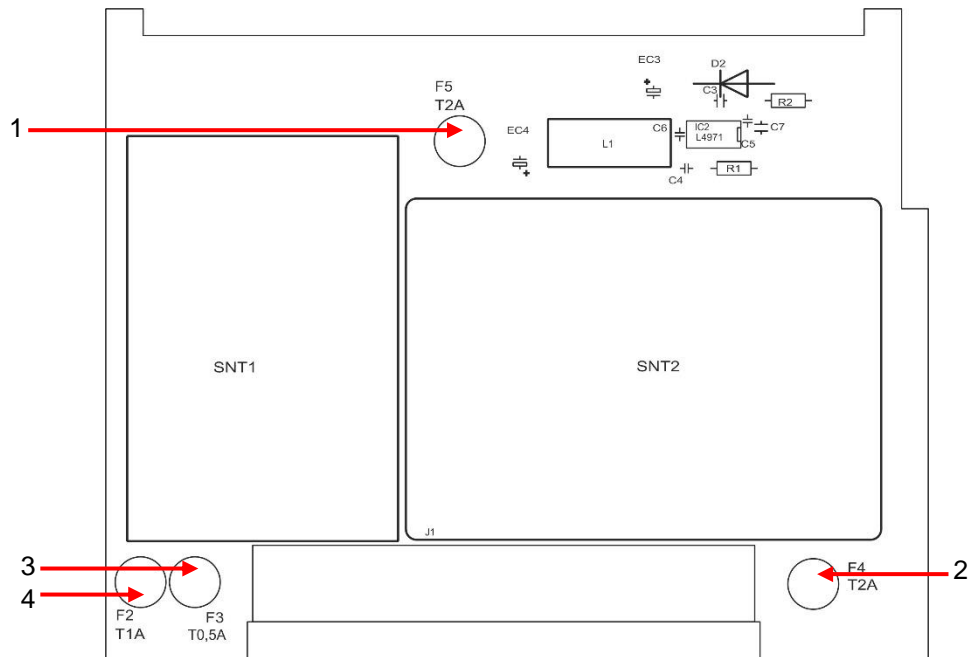 EC3
D2
F5
T2A
C3
R2
1
EC4
C6
IC2
L4971
C7
L1
C5
C4
R1
SNT1
SNT2
J1
3
4
F4
T2A
2
F2
T1A
F3
T0,5A